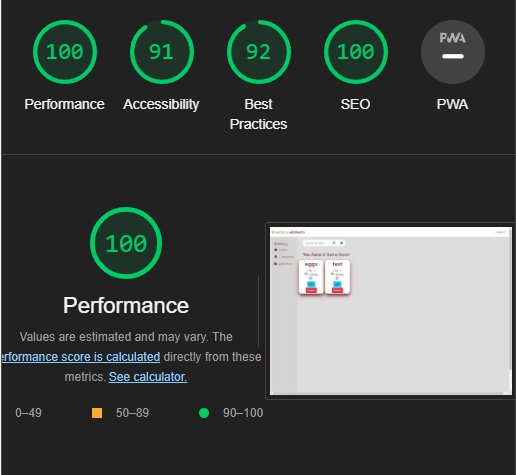 100
91
92
100
PWA
Performance
Accessibility
Best
Practices
SEO
PWA
100
Performance
Values are estimated and may vary. The
erformance score is calculated directly from these
metrics. See calculator.
0–49
50–89
90–100
Menu
You have 2 items here!
eggs
test